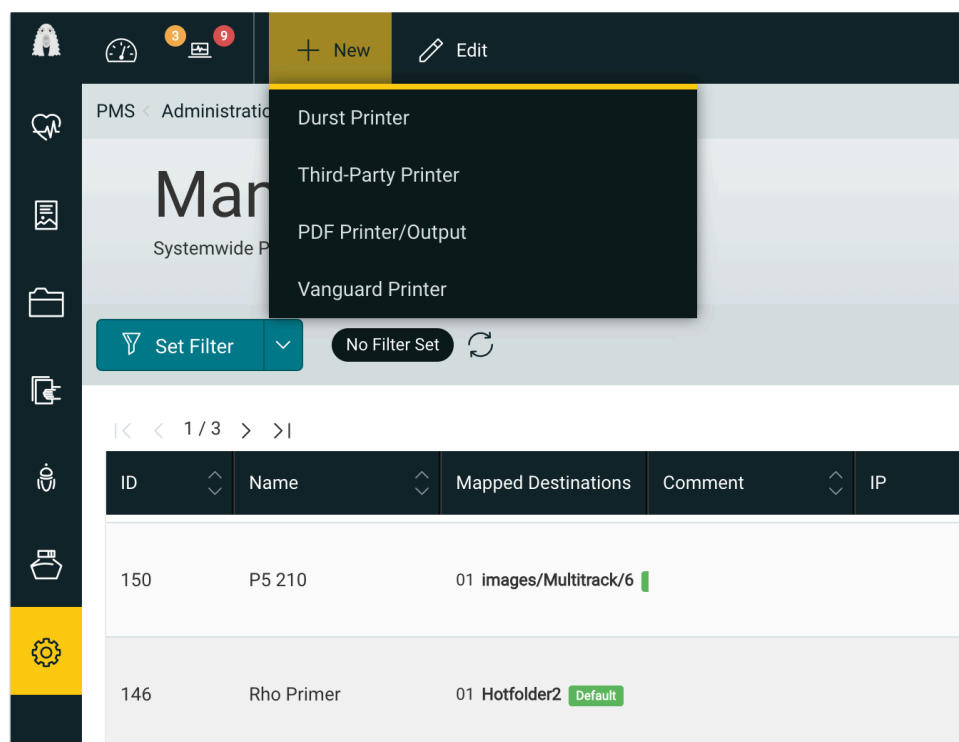 3
9
New
Edit
PMS Administratio
Durst Printer
Third-Party Printer
PDF Printer/Output
Vanguard Printer
Man
Systemwide P
Set Filter
No Filter Set
1 / 3
ID Name Mapped Destinations Comment IP
150 P5 210 01 images/Multitrack/6
146 Rho Primer 01 Hotfolder2 Default